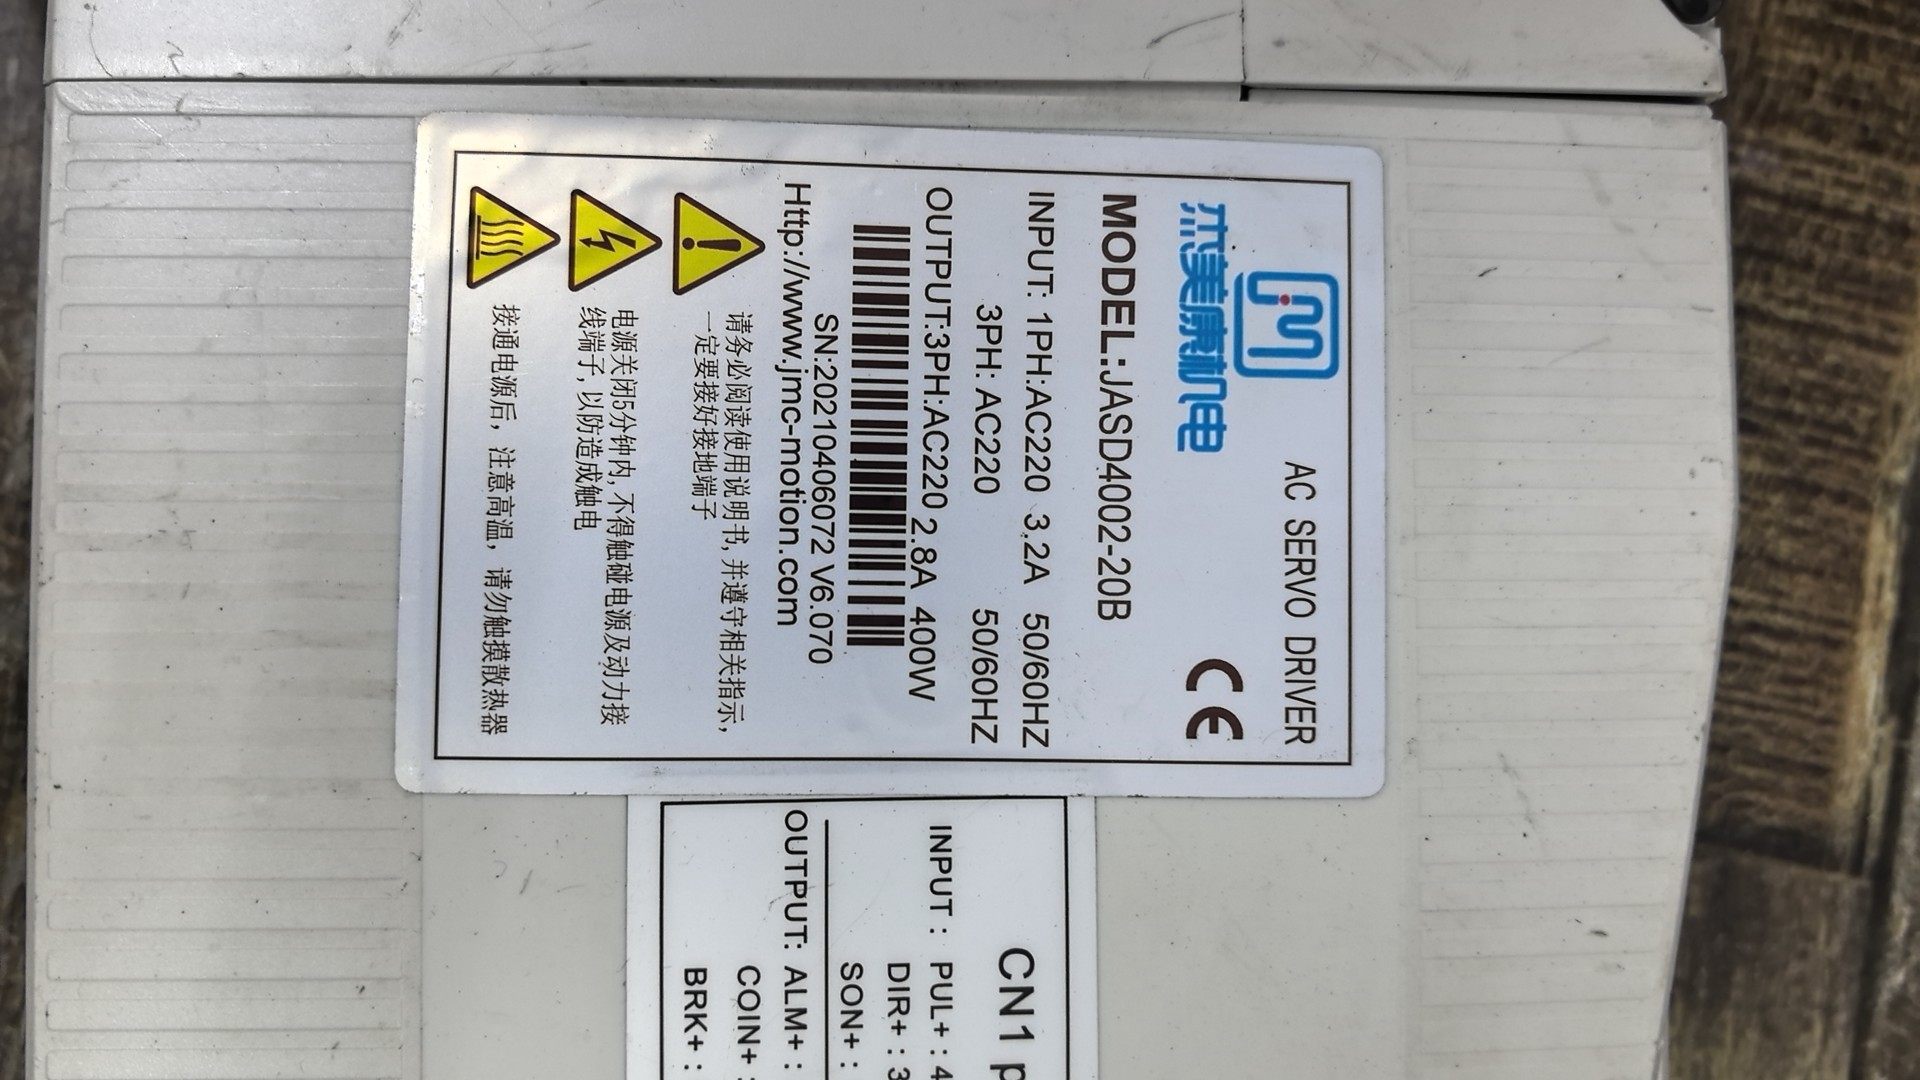 AC SERVO DRIVER
杰美康机电
CE
MODEL:JASD4002-20B
INPUT: 1PH:AC220 3.2A 50/60HZ
3PH: AC220 50/60HZ
OUTPUT:3PH:AC220 2.8A 400W
SN:202104066072 V6.070
Http://www.jmc-motion.com
请务必阅读使用说明书,并遵守相关指示,
一定要接好接地端子
电源关闭5分钟内,不得触碰电源及动力接
线端子,以防造成触电
接通电源后，注意高温，请勿触摸散热器
CN1
INPUT : PUL+ : 4
DIR+ : 3
SON+ :
OUTPUT: ALM+ :
COIN+ :
BRK+ :